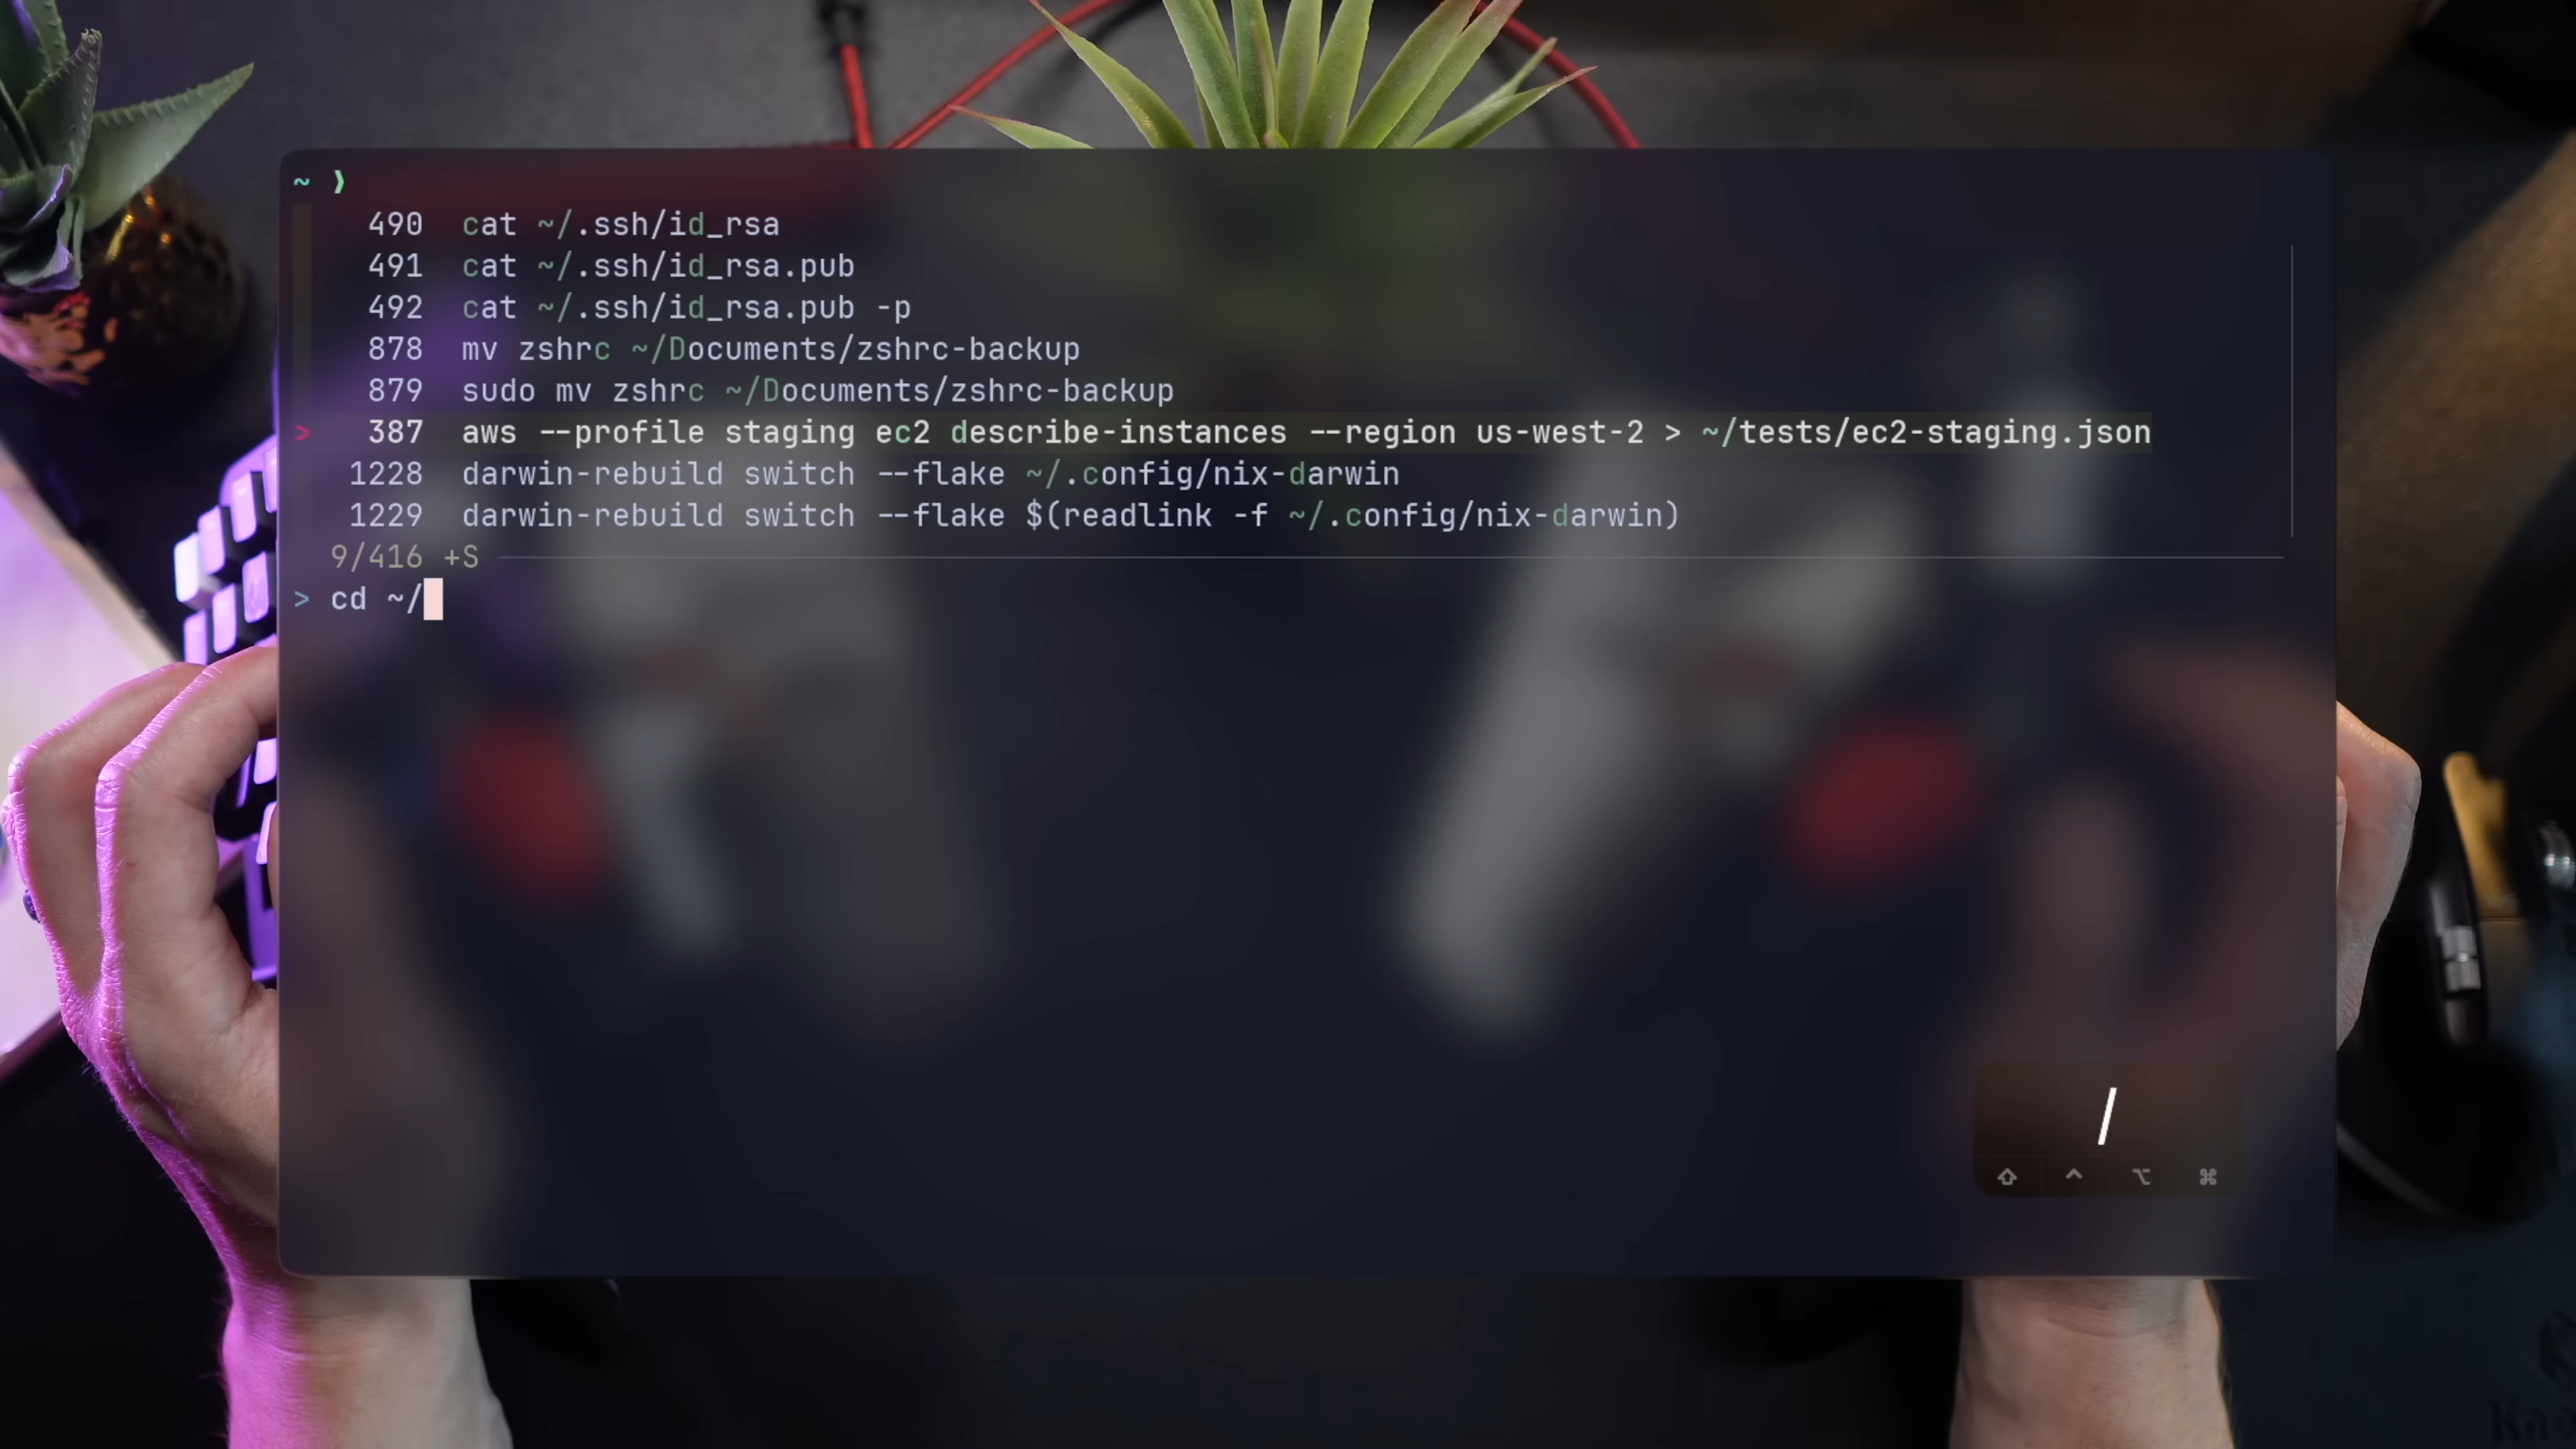 ~ ❯
490 cat ~/.ssh/id_rsa
491 cat ~/.ssh/id_rsa.pub
492 cat ~/.ssh/id_rsa.pub -p
878 mv zshrc ~/Documents/zshrc-backup
879 sudo mv zshrc ~/Documents/zshrc-backup
> 387 aws --profile staging ec2 describe-instances --region us-west-2 > ~/tests/ec2-staging.json
1228 darwin-rebuild switch --flake ~/.config/nix-darwin
1229 darwin-rebuild switch --flake $(readlink -f ~/.config/nix-darwin)
9/416 +S
> cd ~/
/
⇧ ^ ⌥ ⌘